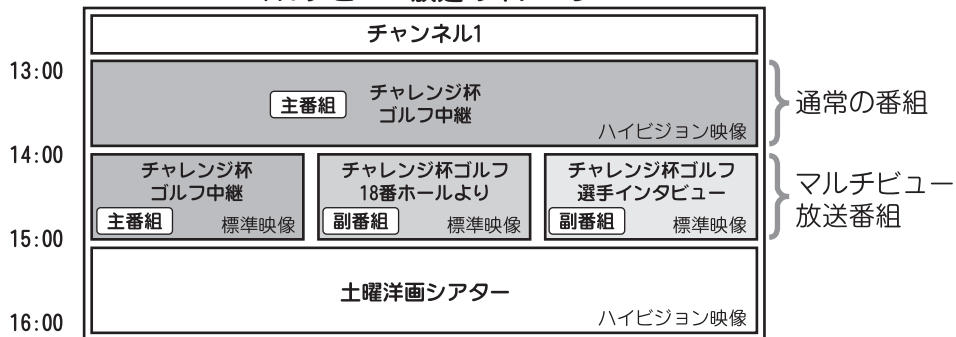 チャンネル1
13:00
主番組
チャレンジ杯
ゴルフ中継
ハイビジョン映像
通常の番組
14:00
チャレンジ杯
ゴルフ中継
主番組
標準映像
チャレンジ杯ゴルフ
18番ホールより
副番組
標準映像
チャレンジ杯ゴルフ
選手インタビュー
副番組
標準映像
マルチビュー
放送番組
15:00
土曜洋画シアター
ハイビジョン映像
16:00